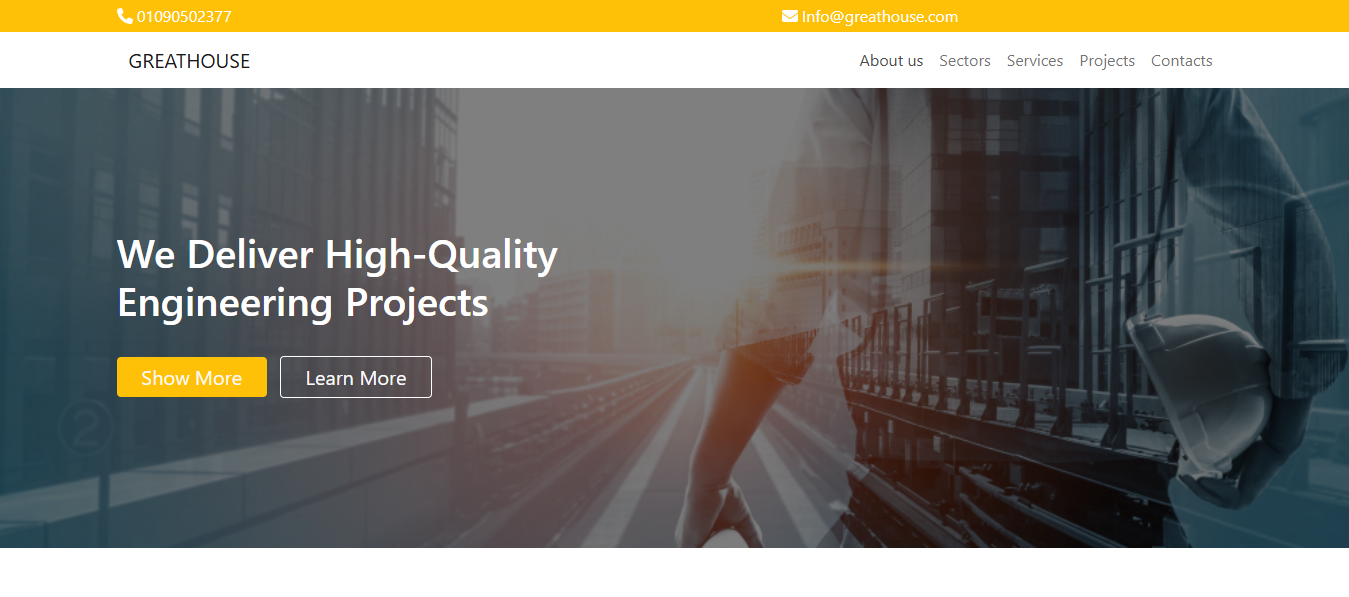 01090502377 Info@greathouse.com
GREATHOUSE About us Sectors Services Projects Contacts
We Deliver High-Quality
Engineering Projects
Show More Learn More
2